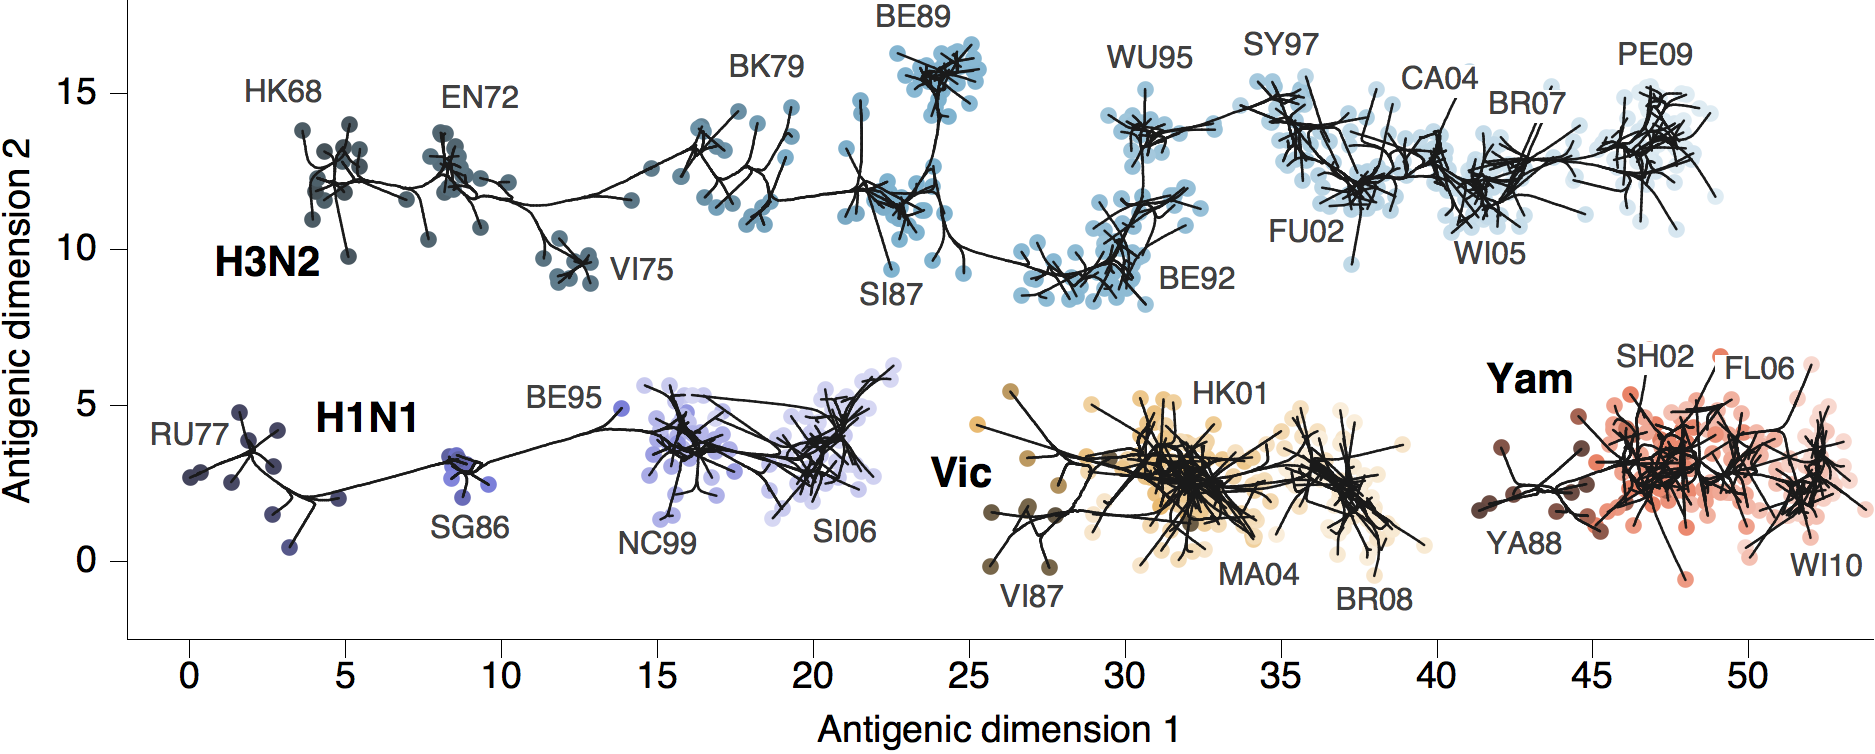 BE89
WU95
SY97
PE09
HK68
EN72
BK79
CA04
BR07
15
H3N2
VI75
SI87
BE92
FU02
WI05
10
Antigenic dimension 2
RU77
H1N1
BE95
HK01
Yam
SH02
FL06
5
Vic
SG86
NC99
SI06
MA04
VI87
BR08
YA88
WI10
0
0 5 10 15 20 25 30 35 40 45 50
Antigenic dimension 1